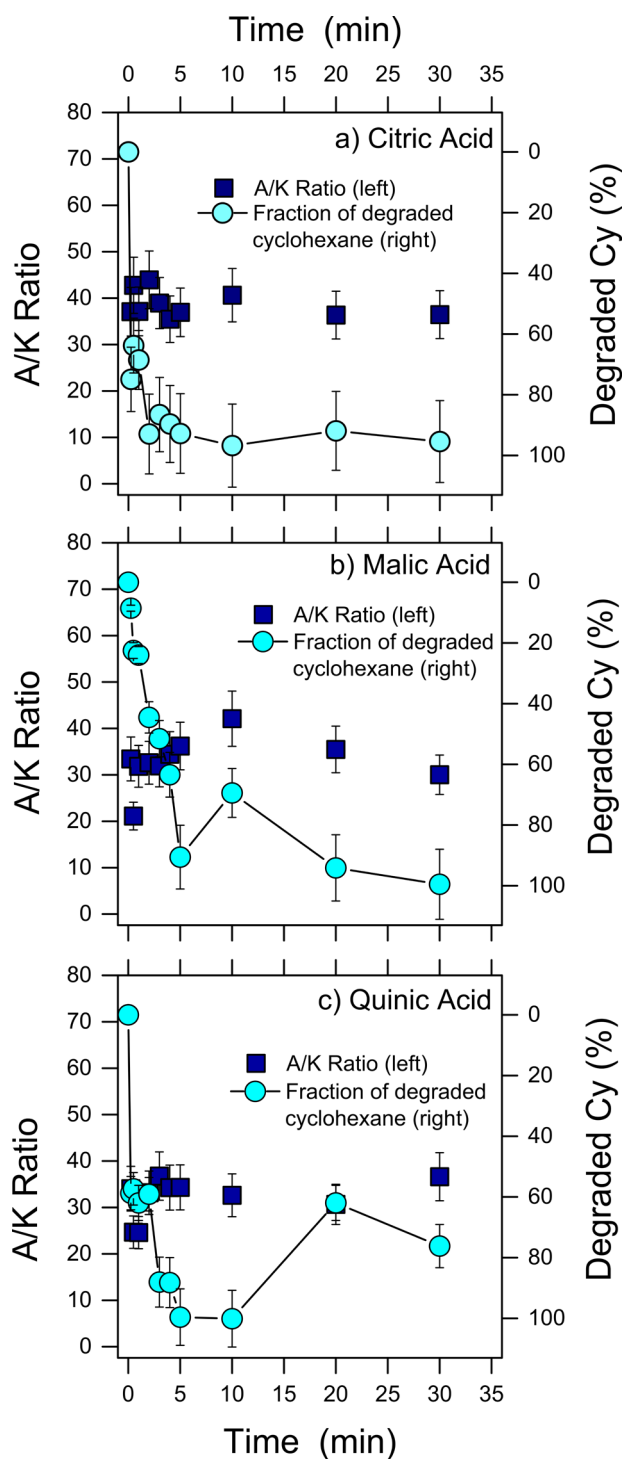 Time (min)
0 5 10 15 20 25 30 35
a) Citric Acid
A/K Ratio (left)
Fraction of degraded
cyclohexane (right)
A/K Ratio
80
70
60
50
40
30
20
10
0
Degraded Cy (%)
0
20
40
60
80
100
b) Malic Acid
A/K Ratio (left)
Fraction of degraded
cyclohexane (right)
A/K Ratio
80
70
60
50
40
30
20
10
0
Degraded Cy (%)
0
20
40
60
80
100
c) Quinic Acid
A/K Ratio (left)
Fraction of degraded
cyclohexane (right)
A/K Ratio
80
70
60
50
40
30
20
10
0
Degraded Cy (%)
0
20
40
60
80
100
0 5 10 15 20 25 30 35
Time (min)